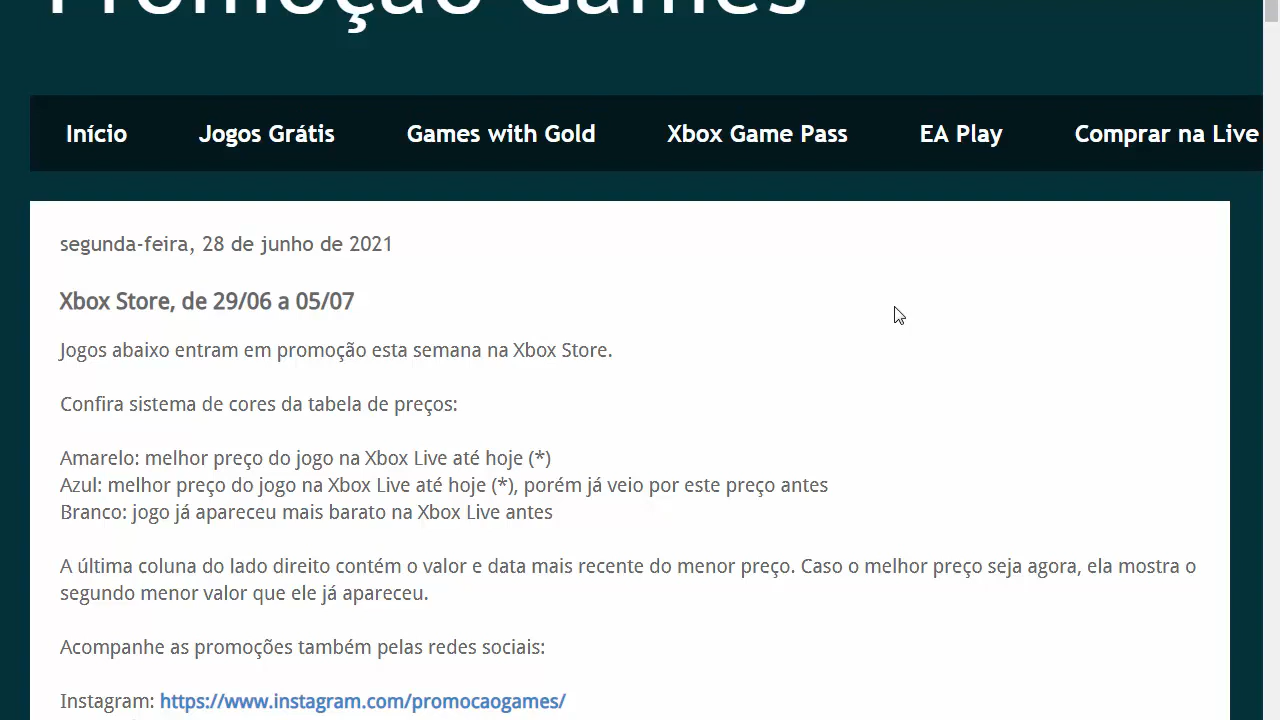 Promoção Games
Início Jogos Grátis Games with Gold Xbox Game Pass EA Play Comprar na Live
segunda-feira, 28 de junho de 2021
Xbox Store, de 29/06 a 05/07
Jogos abaixo entram em promoção esta semana na Xbox Store.
Confira sistema de cores da tabela de preços:
Amarelo: melhor preço do jogo na Xbox Live até hoje (*)
Azul: melhor preço do jogo na Xbox Live até hoje (*), porém já veio por este preço antes
Branco: jogo já apareceu mais barato na Xbox Live antes
A última coluna do lado direito contém o valor e data mais recente do menor preço. Caso o melhor preço seja agora, ela mostra o
segundo menor valor que ele já apareceu.
Acompanhe as promoções também pelas redes sociais:
Instagram: https://www.instagram.com/promocaogames/